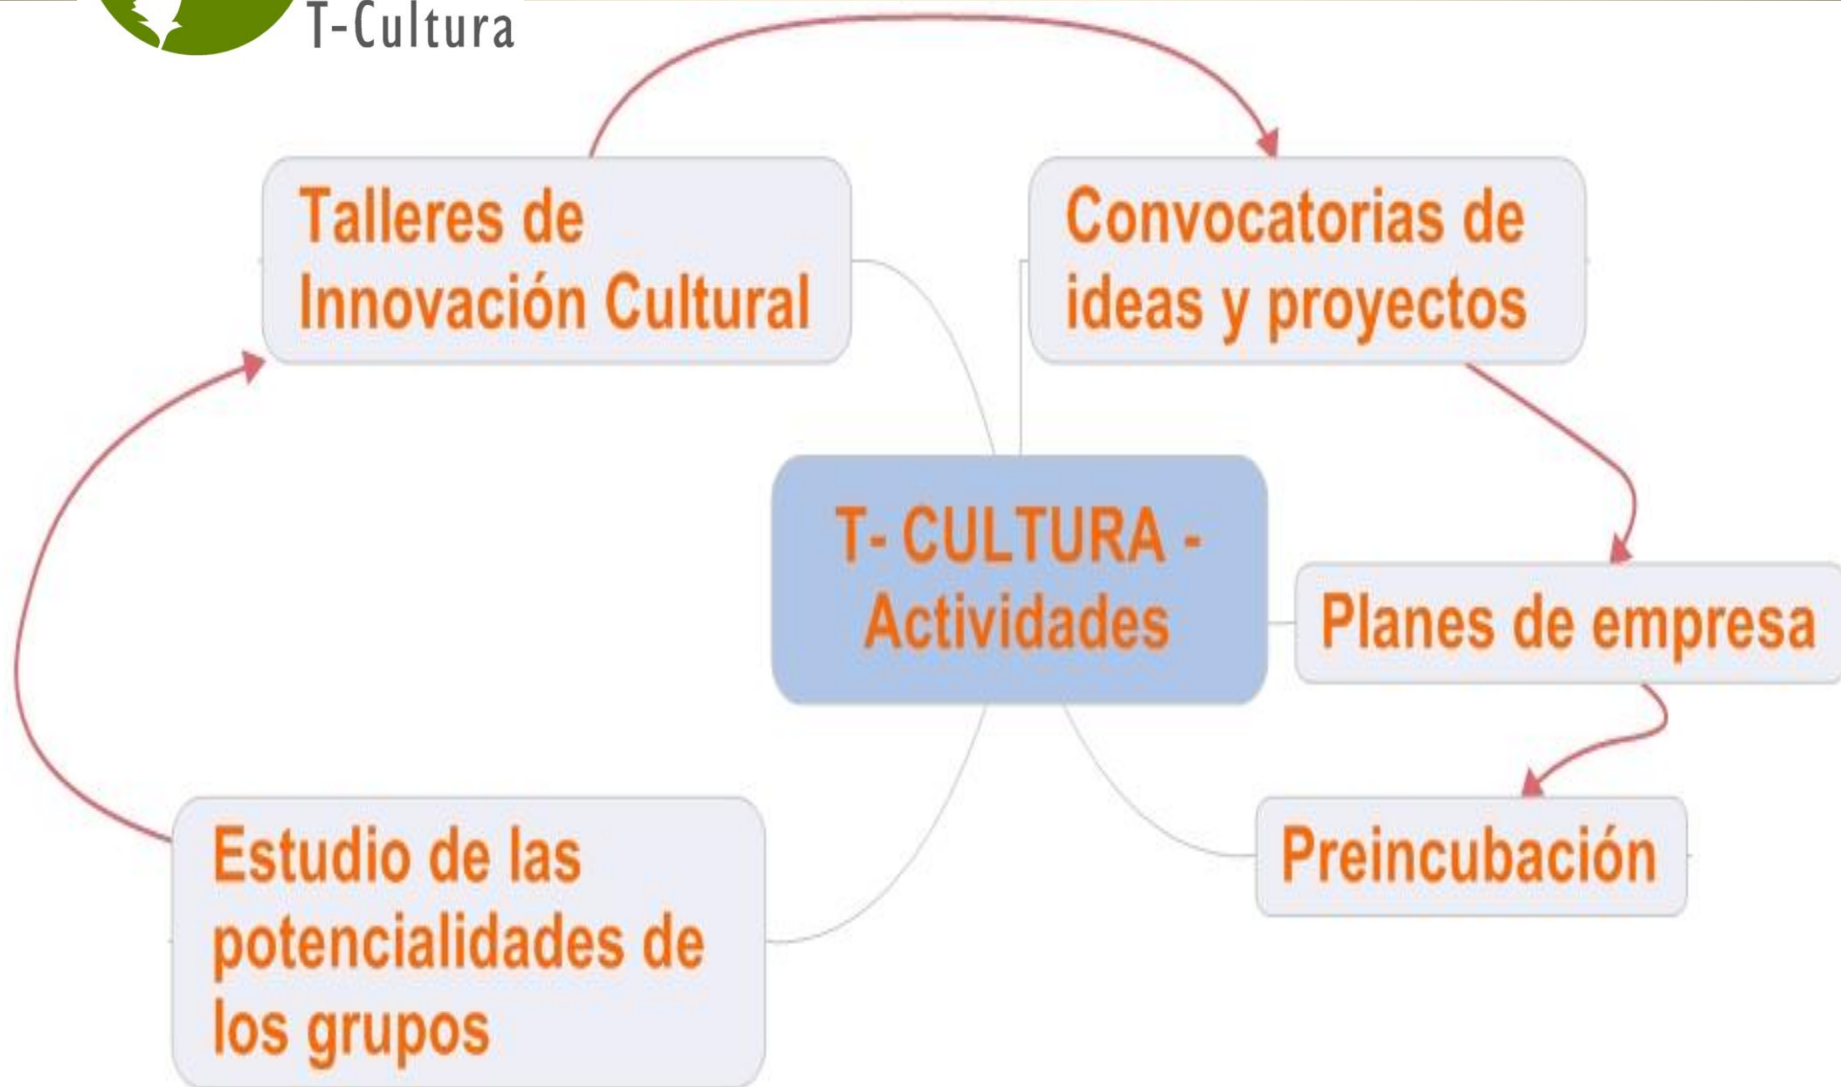 T-Cultura
Talleres de
Innovación Cultural
Convocatorias de
ideas y proyectos
T- CULTURA -
Actividades
Planes de empresa
Preincubación
Estudio de las
potencialidades de
los grupos